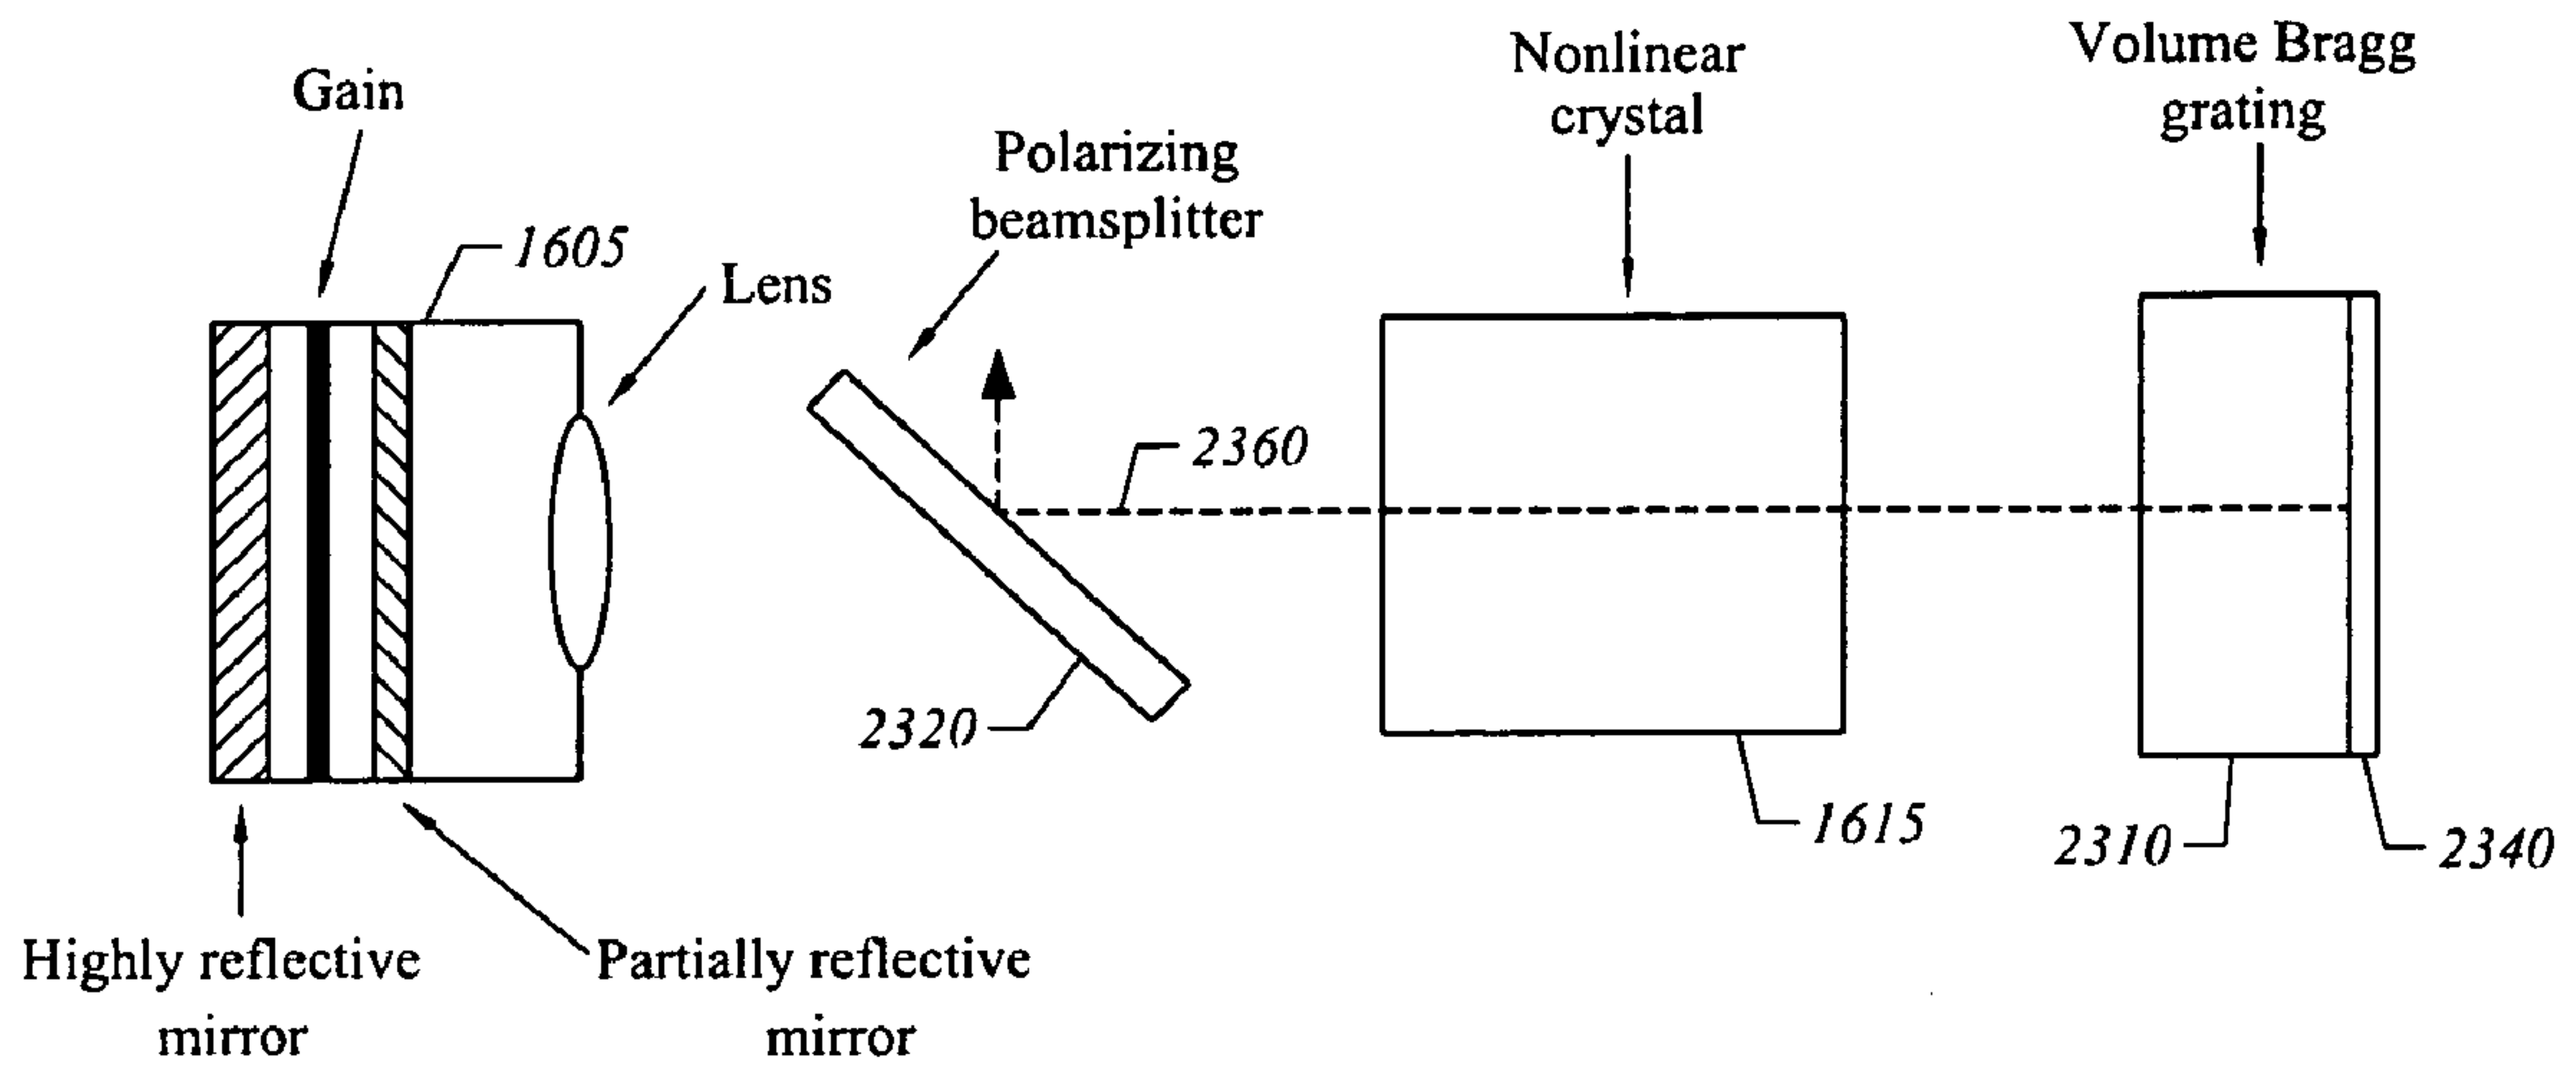 Volume Bragg
grating
Nonlinear
crystal
Gain
Polarizing
beamsplitter
1605
Lens
2360
2320
1615
2310
2340
Highly reflective
mirror
Partially reflective
mirror